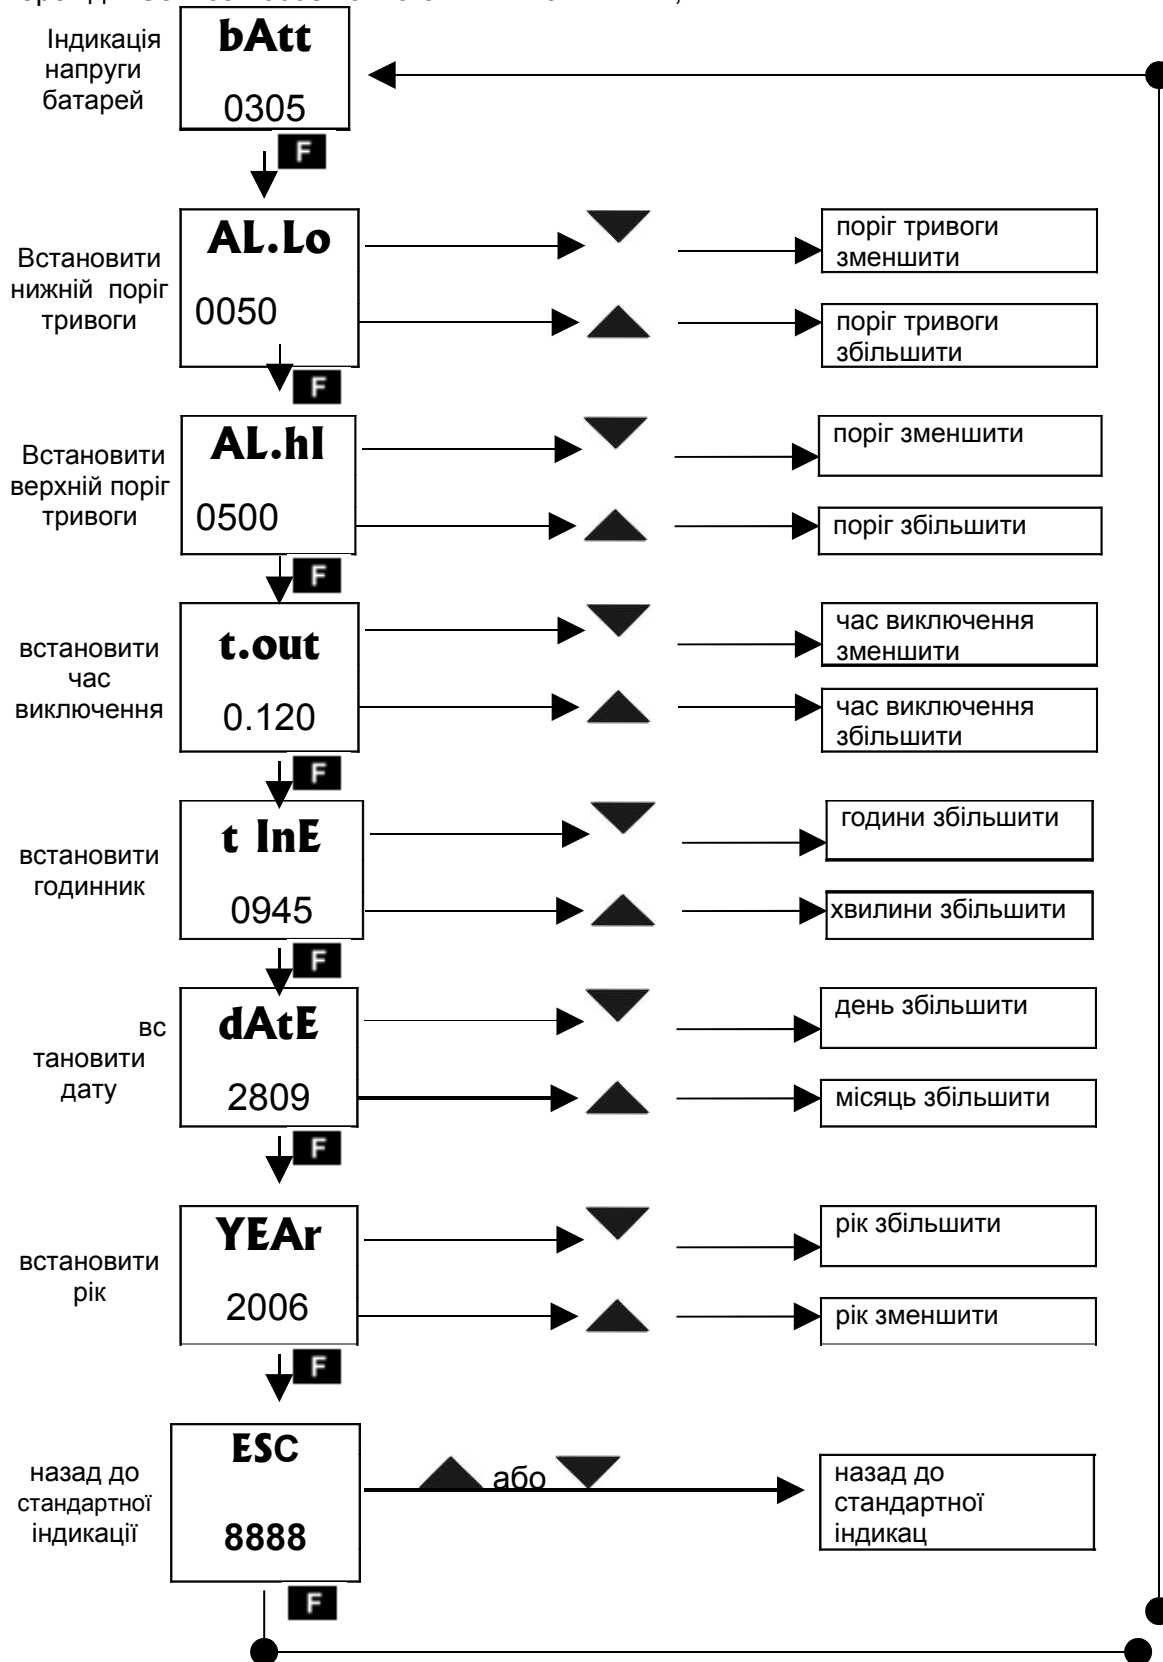 Індикація
напруги
батарей
bAtt
0305
F
Встановити
нижній поріг
тривоги
AL.Lo
0050
поріг тривоги
зменшити
поріг тривоги
збільшити
F
Встановити
верхній поріг
тривоги
AL.hI
0500
поріг зменшити
поріг збільшити
F
встановити
час
виключення
t.out
0.120
час виключення
зменшити
час виключення
збільшити
F
встановити
годинник
t InE
0945
години збільшити
хвилини збільшити
F
вс
тановити
дату
dAtE
2809
день збільшити
місяць збільшити
F
встановити
рік
YEAr
2006
рік збільшити
рік зменшити
F
назад до
стандартної
індикації
ESC
8888
або
назад до
стандартної
індикац
F